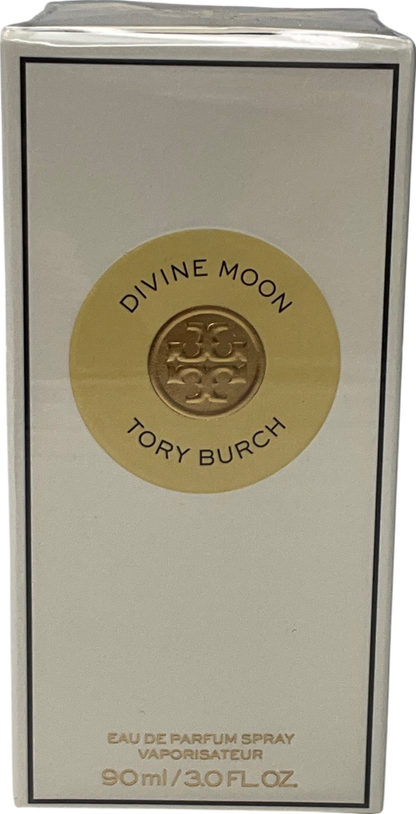 DIVINE MOON
TORY BURCH
EAU DE PARFUM SPRAY
VAPORISATEUR
90ml/3.0 FL.OZ.